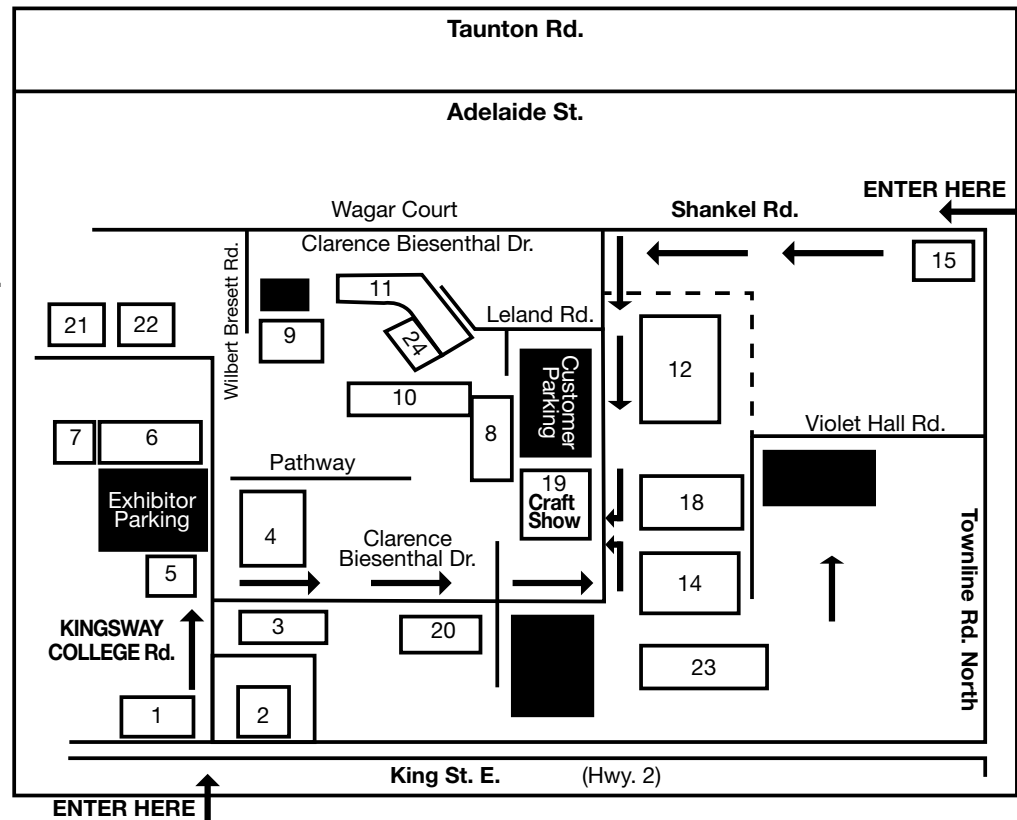 Taunton Rd.
Adelaide St.
ENTER HERE
Wagar Court
Shankel Rd.
Clarence Biesenthal Dr.
15
Wilbert Bresett Rd.
11
21
22
9
24
Leland Rd.
12
Customer
Parking
10
8
Violet Hall Rd.
7
6
Pathway
Exhibitor
Parking
19
Craft
Show
18
4
Clarence
Biesenthal Dr.
5
14
Townline Rd. North
KINGSWAY
COLLEGE Rd.
3
20
23
1
2
King St. E.
(Hwy. 2)
ENTER HERE